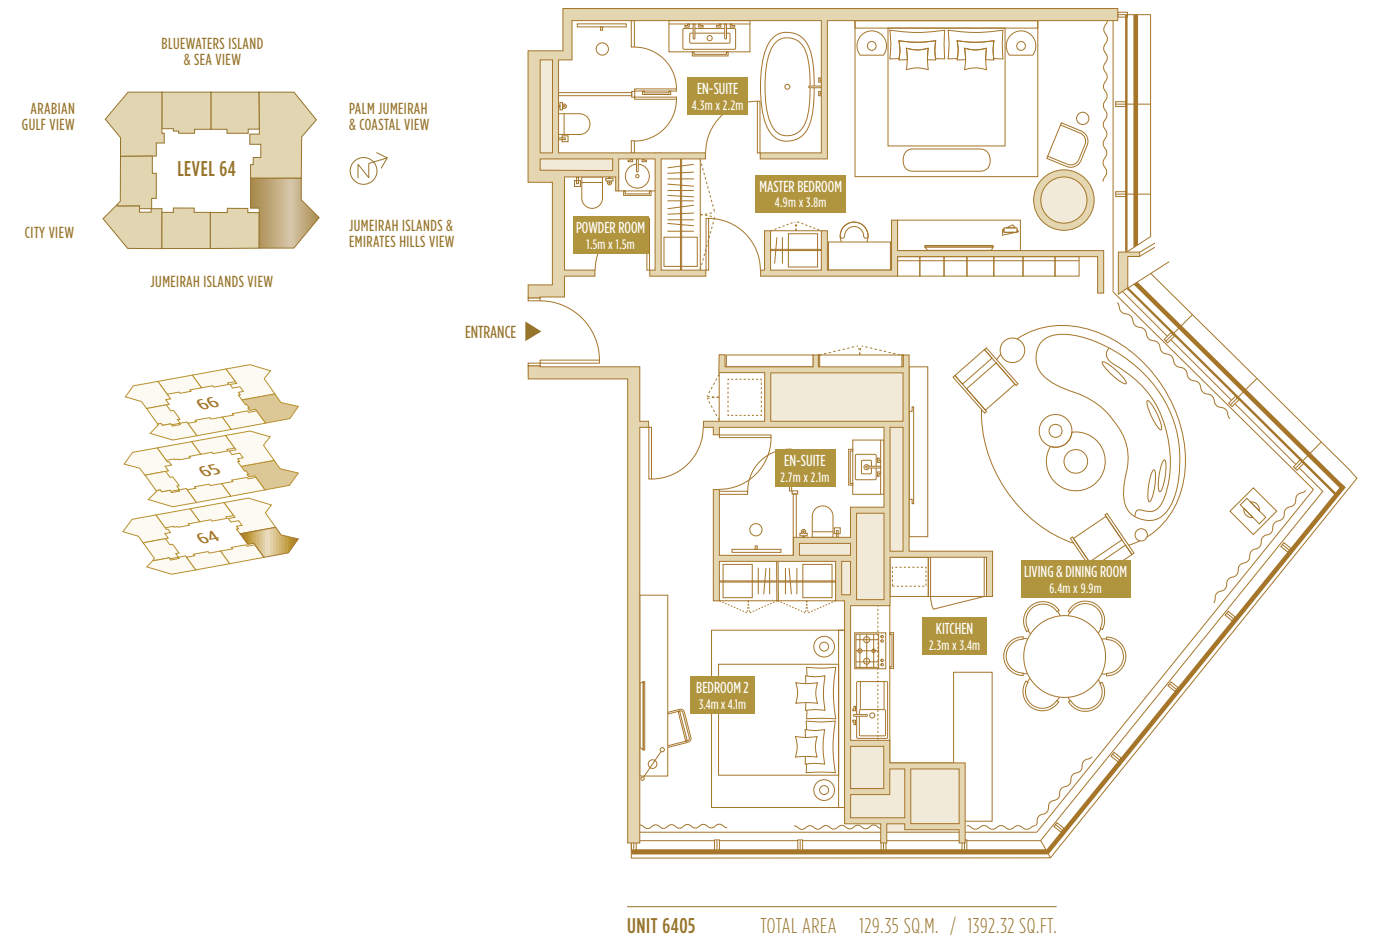 BLUEWATERS ISLAND
& SEA VIEW
ARABIAN
GULF VIEW
PALM JUMEIRAH
& COASTAL VIEW
LEVEL 64
N
CITY VIEW
JUMEIRAH ISLANDS &
EMIRATES HILLS VIEW
JUMEIRAH ISLANDS VIEW
66
65
64
EN-SUITE
4.3m x 2.2m
MASTER BEDROOM
4.9m x 3.8m
POWDER ROOM
1.5m x 1.5m
ENTRANCE
EN-SUITE
2.7m x 2.1m
LIVING & DINING ROOM
6.4m x 9.9m
KITCHEN
2.3m x 3.4m
BEDROOM 2
3.4m x 4.1m
UNIT 6405 TOTAL AREA 129.35 SQ.M. / 1392.32 SQ.FT.